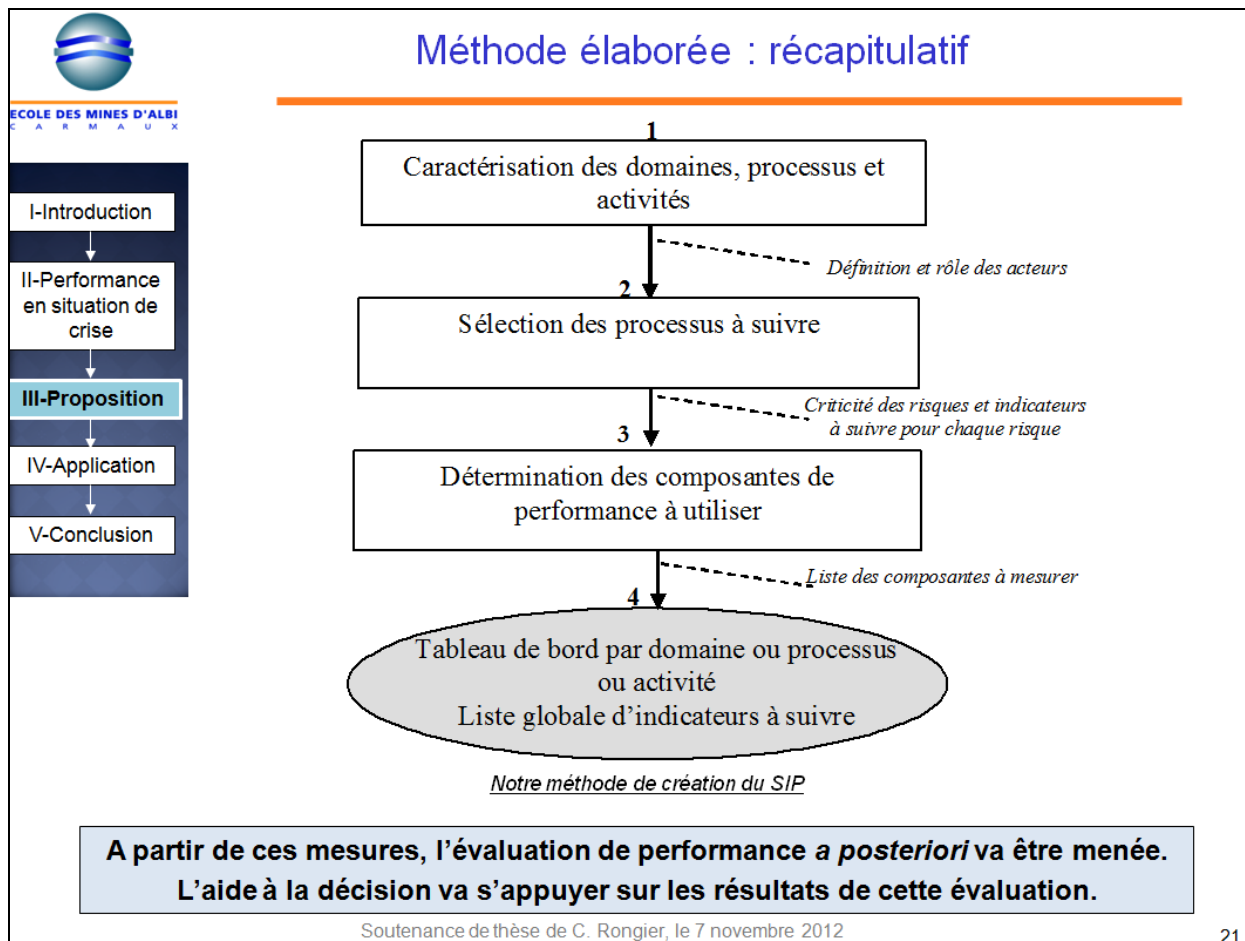 Méthode élaborée : récapitulatif
ECOLE DES MINES D'ALBI
C A R M A U X
I-Introduction
II-Performance
en situation de
crise
III-Proposition
IV-Application
V-Conclusion
1
Caractérisation des domaines, processus et
activités
Définition et rôle des acteurs
2
Sélection des processus à suivre
Criticité des risques et indicateurs
à suivre pour chaque risque
3
Détermination des composantes de
performance à utiliser
Liste des composantes à mesurer
4
Tableau de bord par domaine ou processus
ou activité
Liste globale d’indicateurs à suivre
Notre méthode de création du SIP
A partir de ces mesures, l’évaluation de performance a posteriori va être menée.
L’aide à la décision va s’appuyer sur les résultats de cette évaluation.
Soutenance de thèse de C. Rongier, le 7 novembre 2012
21